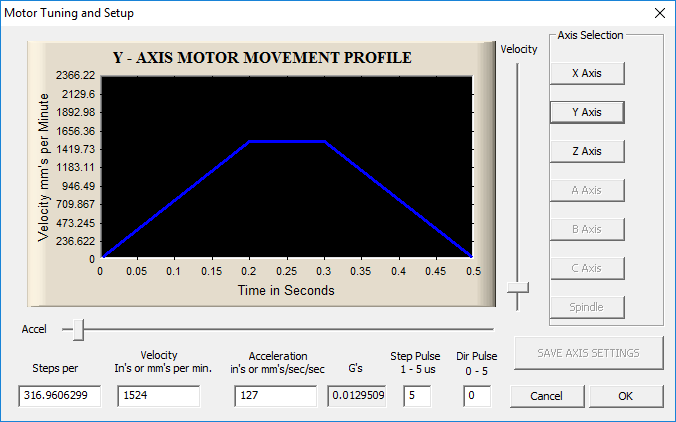 Motor Tuning and Setup
Y - AXIS MOTOR MOVEMENT PROFILE
Velocity mm's per Minute
2366.22
2129.6
1892.98
1656.36
1419.73
1183.11
946.49
709.867
473.245
236.622
0
0 0.05 0.1 0.15 0.2 0.25 0.3 0.35 0.4 0.45 0.5
Time in Seconds
Velocity
Axis Selection
X Axis
Y Axis
Z Axis
A Axis
B Axis
C Axis
Spindle
Accel
SAVE AXIS SETTINGS
Steps per
Velocity
In's or mm's per min.
Acceleration
in's or mm's/sec/sec
G's
Step Pulse
1 - 5 us
Dir Pulse
0 - 5
316.9606299
1524
127
0.0129509
5
0
Cancel
OK